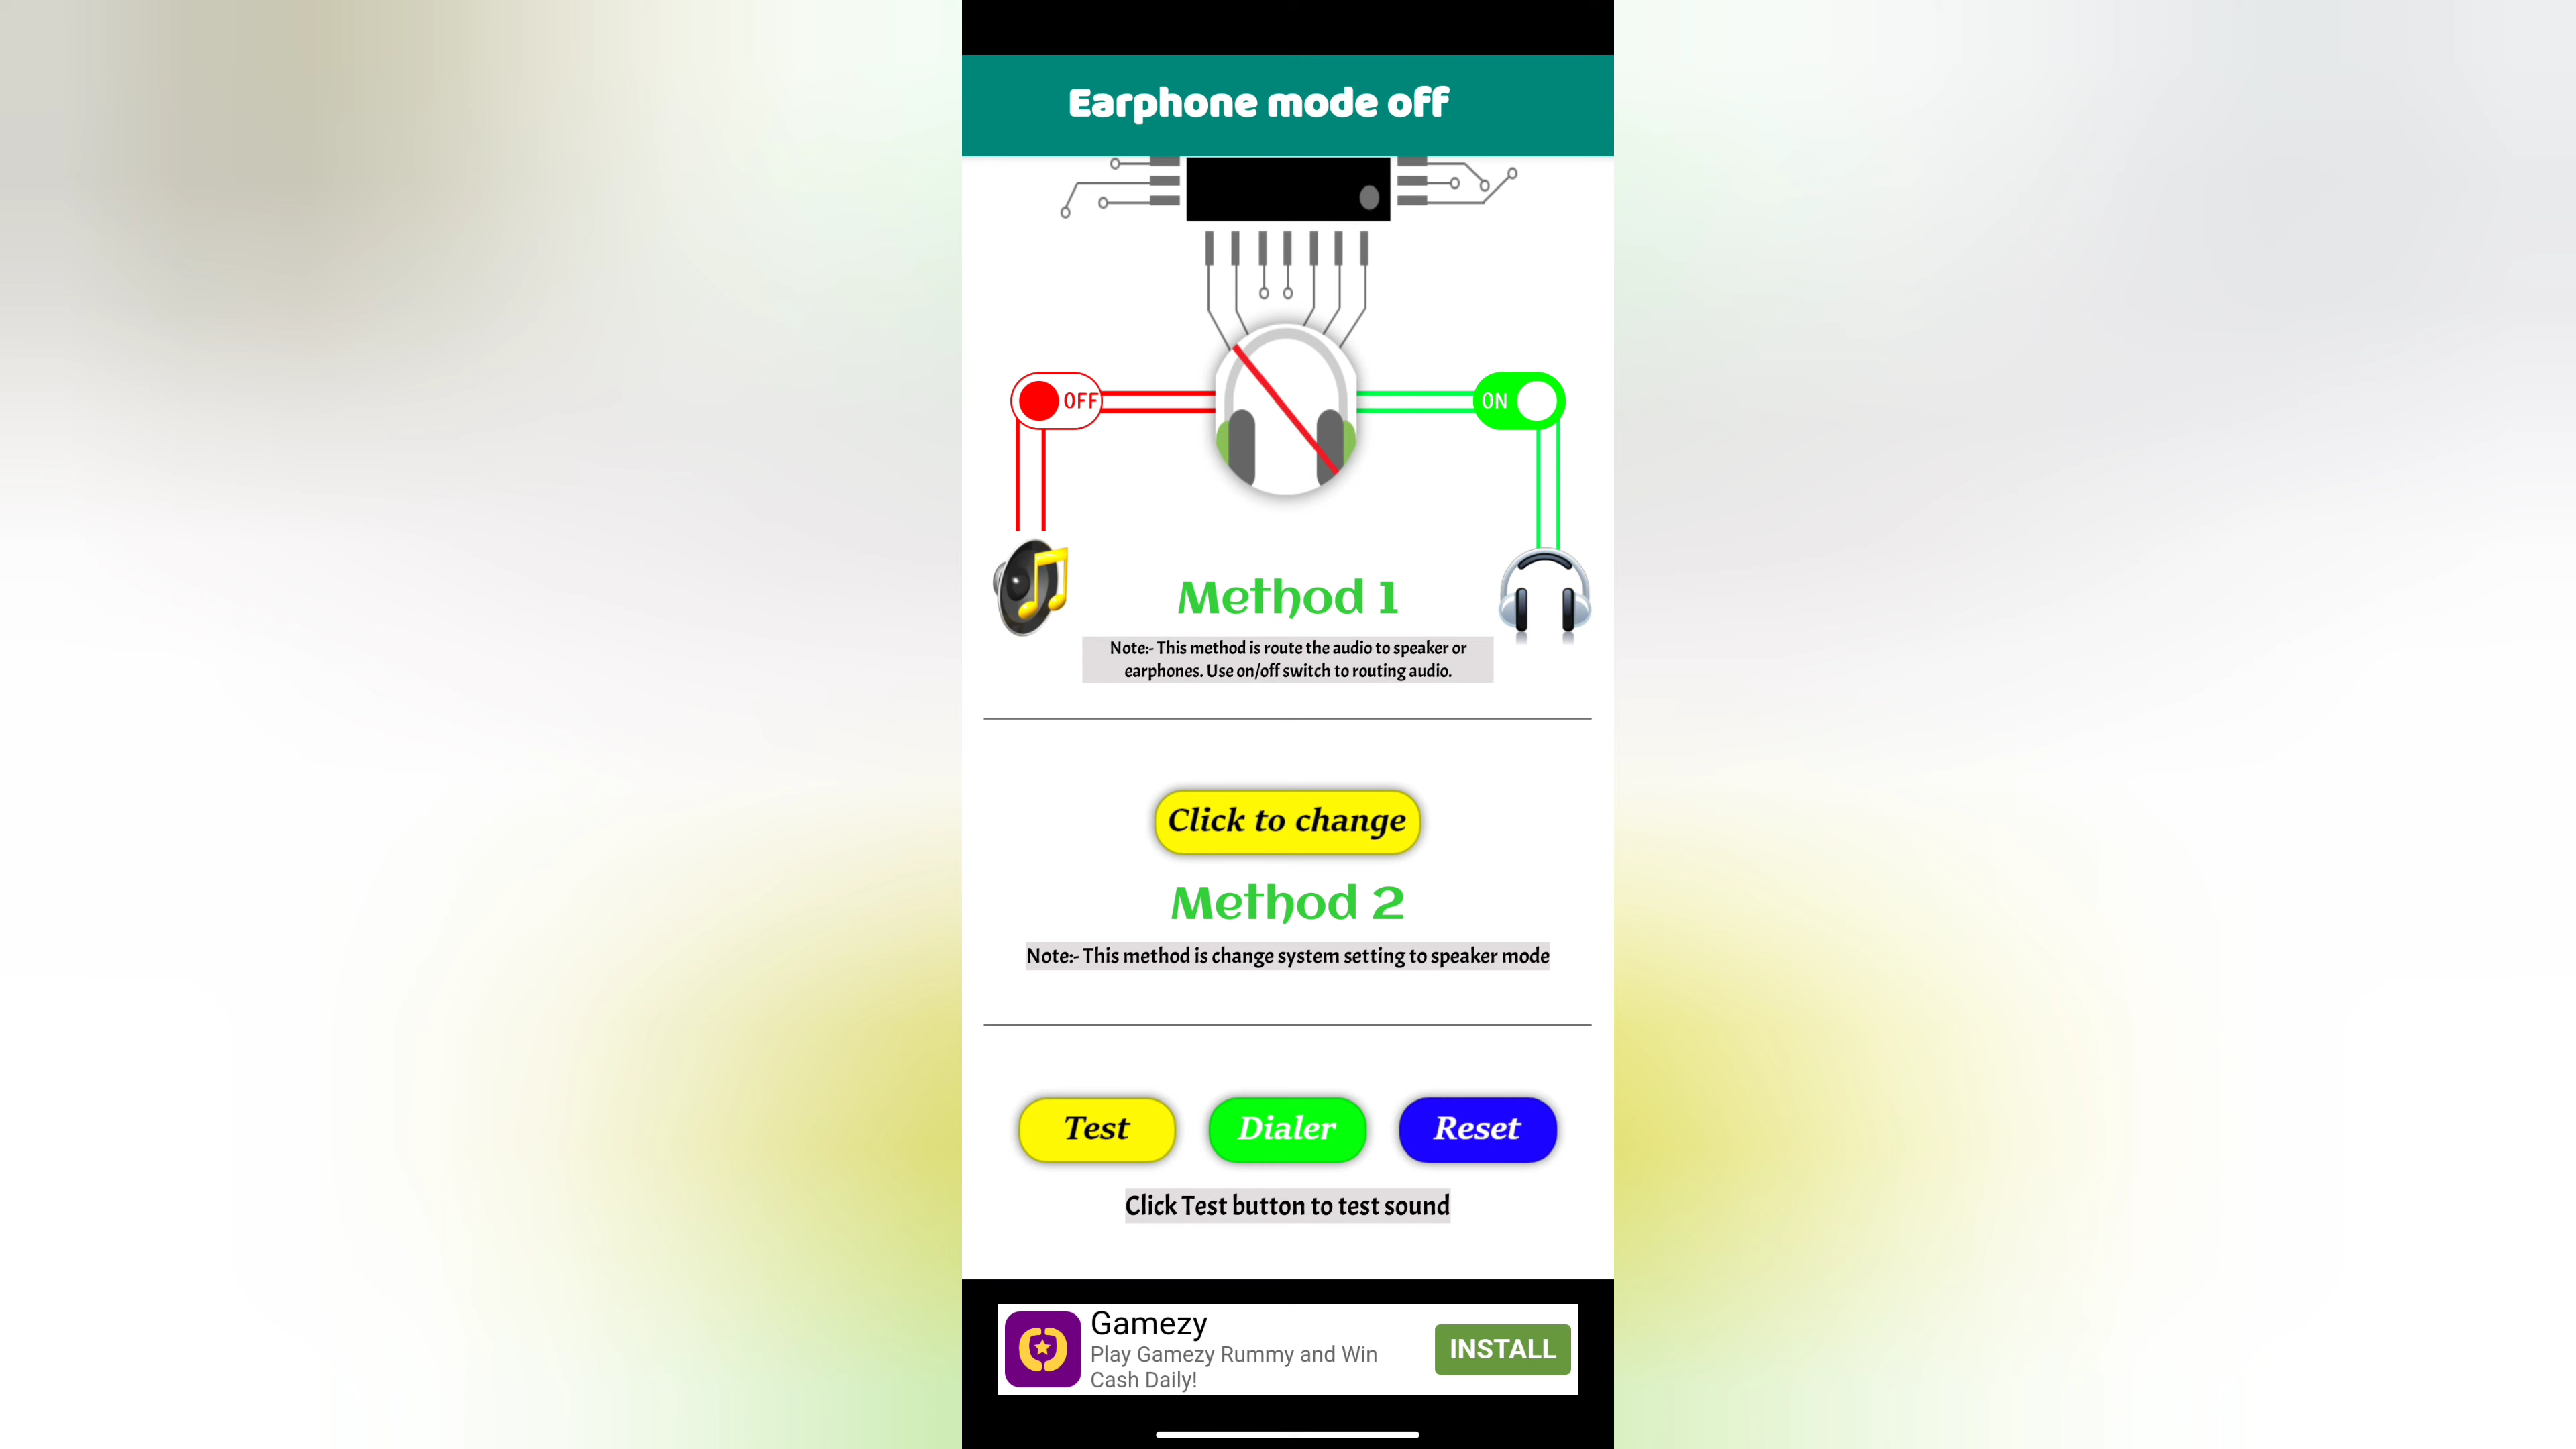 Earphone mode off
OFF
ON
Method 1
Note:- This method is route the audio to speaker or
earphones. Use on/off switch to routing audio.
Click to change
Method 2
Note:- This method is change system setting to speaker mode
Test
Dialer
Reset
Click Test button to test sound
Gamezy
Play Gamezy Rummy and Win
Cash Daily!
INSTALL